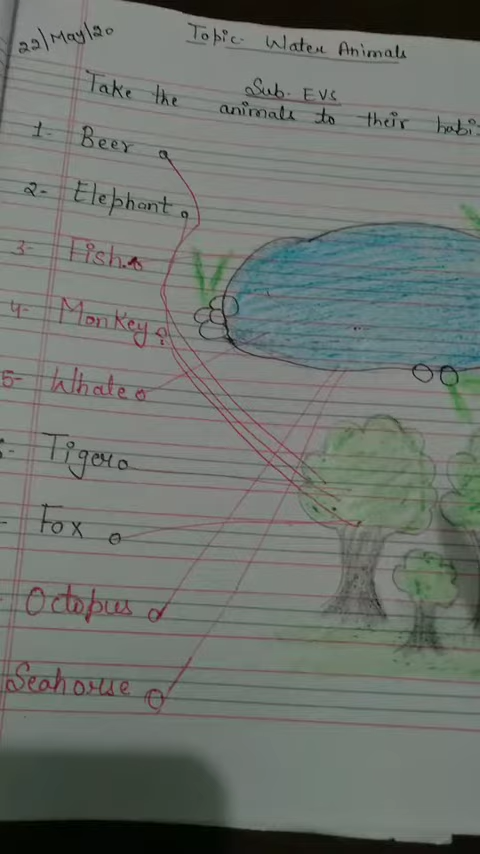 22/May/20
Topic- Water Animals
Sub- EVS
Take the animals to their habi
1- Beer
2- Elephant
3- Fish
4- Monkey
5- Whale
Tiger
- Fox
Octopus
Seahorse